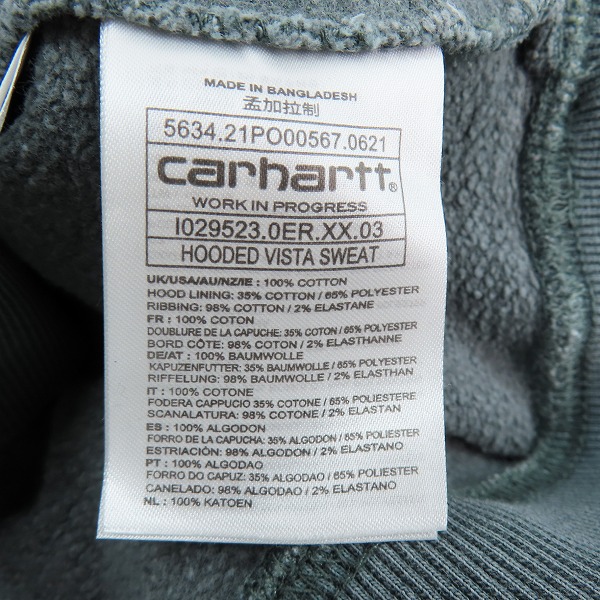 MADE IN BANGLADESH
孟加拉制
5634.21PO00567.0621
carhartt®
WORK IN PROGRESS
I029523.0ER.XX.03
HOODED VISTA SWEAT
UK/USA/AU/NZ/IE : 100% COTTON
HOOD LINING: 35% COTTON / 65% POLYESTER
RIBBING: 98% COTTON / 2% ELASTANE
FR : 100% COTON
DOUBLURE DE LA CAPUCHE: 35% COTON / 65% POLYESTER
BORD CÔTE: 98% COTON / 2% ELASTHANNE
DE/AT : 100% BAUMWOLLE
KAPUZENFUTTER: 35% BAUMWOLLE / 65% POLYESTER
RIFFELUNG: 98% BAUMWOLLE / 2% ELASTHAN
IT : 100% COTONE
FODERA CAPPUCIO 35% COTONE / 65% POLIESTERE
SCANALATURA: 98% COTONE / 2% ELASTAN
ES : 100% ALGODON
FORRO DE LA CAPUCHA: 35% ALGODON / 65% POLIESTER
ESTRIACIÓN: 98% ALGODON / 2% ELASTAN
PT : 100% ALGODAO
FORRO DO CAPUZ: 35% ALGODAO / 65% POLIESTER
CANELADO: 98% ALGODAO / 2% ELASTANO
NL : 100% KATOEN